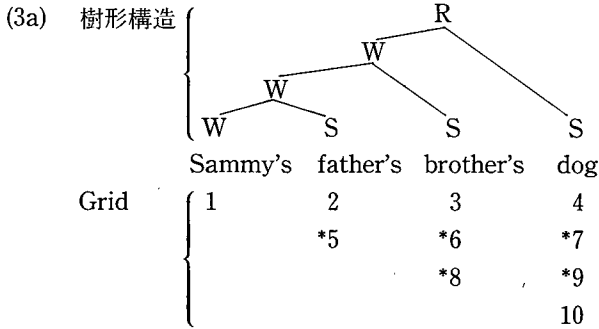 (3a) 樹形構造 R
W
W
W S S S
Sammy's father's brother's dog
Grid 1 2 3 4
*5 *6 *7
*8 *9
10